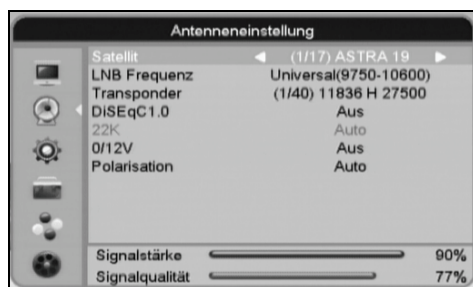 Antenneneinstellung
Satellit (1/17) ASTRA 19
LNB Frequenz Universal(9750-10600)
Transponder (1/40) 11836 H 27500
DiSEqC1.0 Aus
22K Auto
0/12V Aus
Polarisation Auto
Signalstärke 90%
Signalqualität 77%